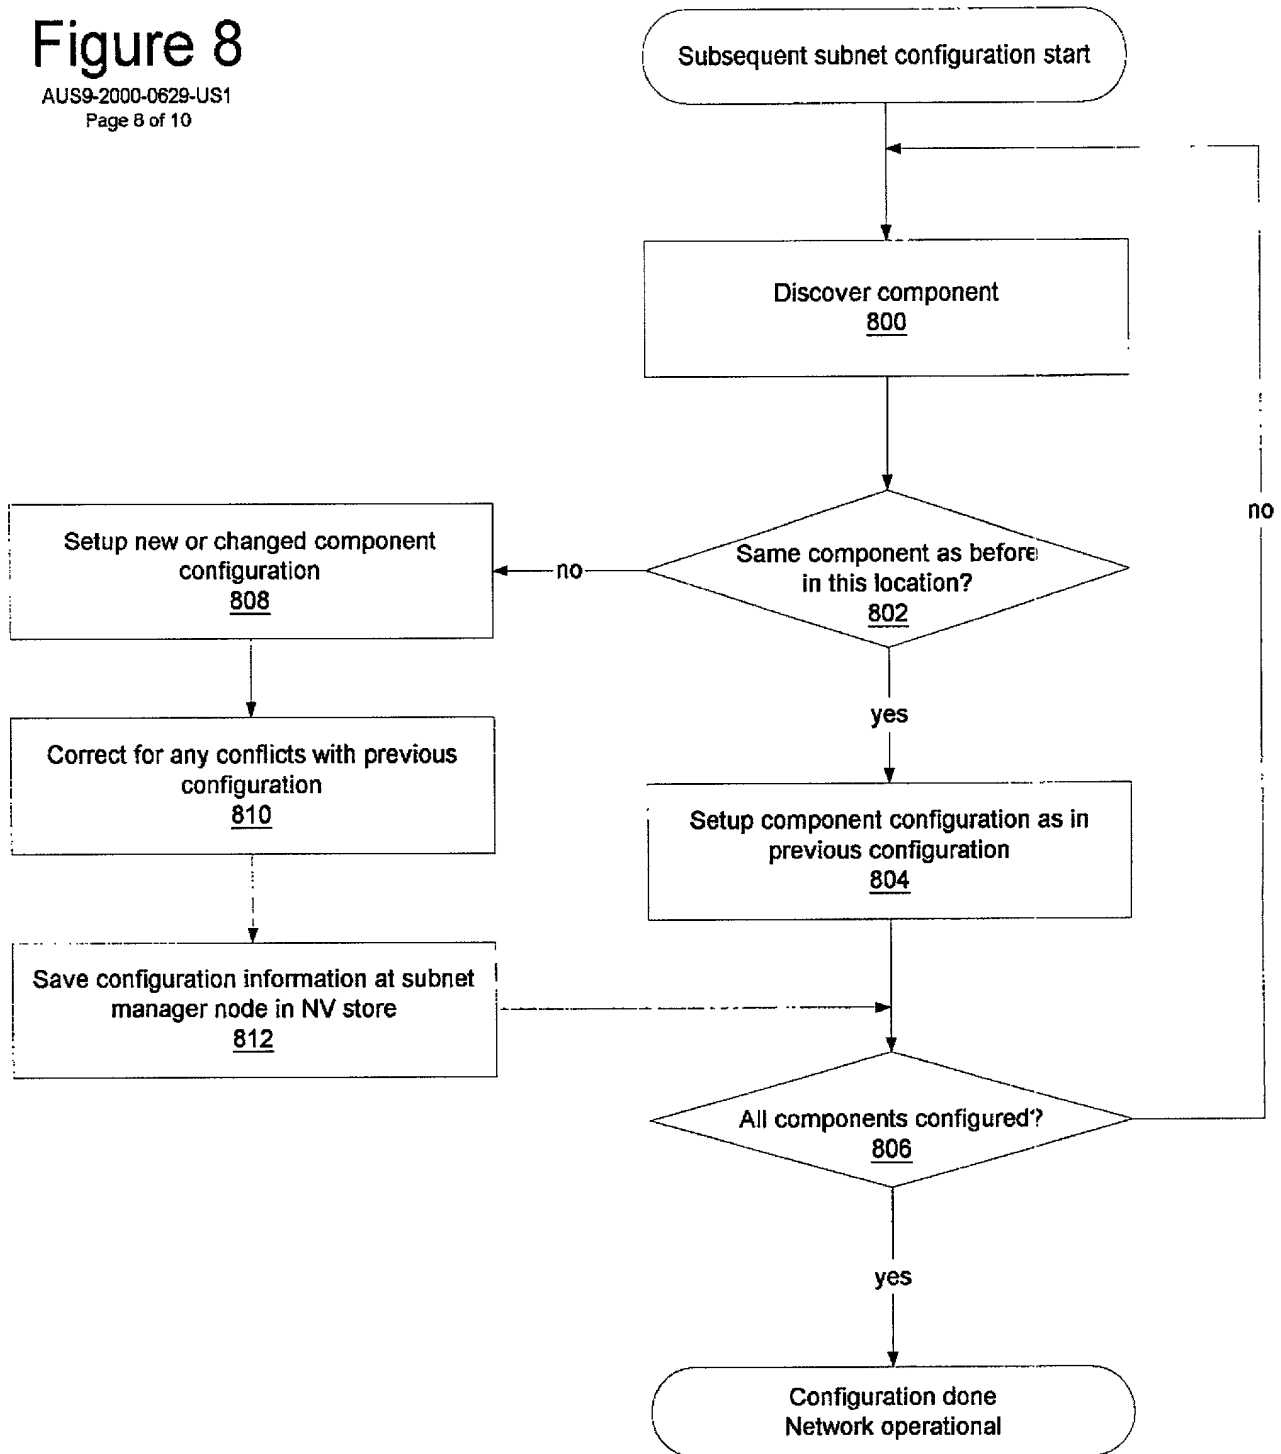 Figure 8
AUS9-2000-0629-US1
Page 8 of 10
Subsequent subnet configuration start
Discover component
800
Same component as before
in this location?
802
no
yes
Setup new or changed component
configuration
808
Correct for any conflicts with previous
configuration
810
Save configuration information at subnet
manager node in NV store
812
Setup component configuration as in
previous configuration
804
All components configured?
806
no
yes
Configuration done
Network operational